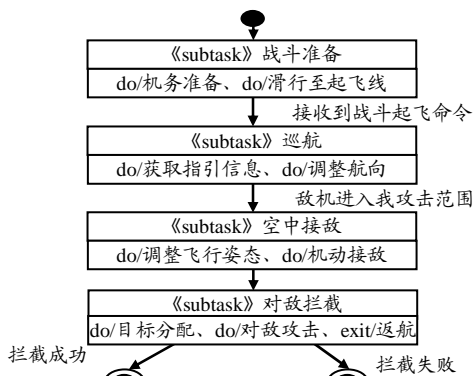 《subtask》战斗准备
do/机务准备、do/滑行至起飞线
接收到战斗起飞命令
《subtask》巡航
do/获取指引信息、do/调整航向
敌机进入我攻击范围
《subtask》空中接敌
do/调整飞行姿态、do/机动接敌
《subtask》对敌拦截
do/目标分配、do/对敌攻击、exit/返航
拦截成功
拦截失败